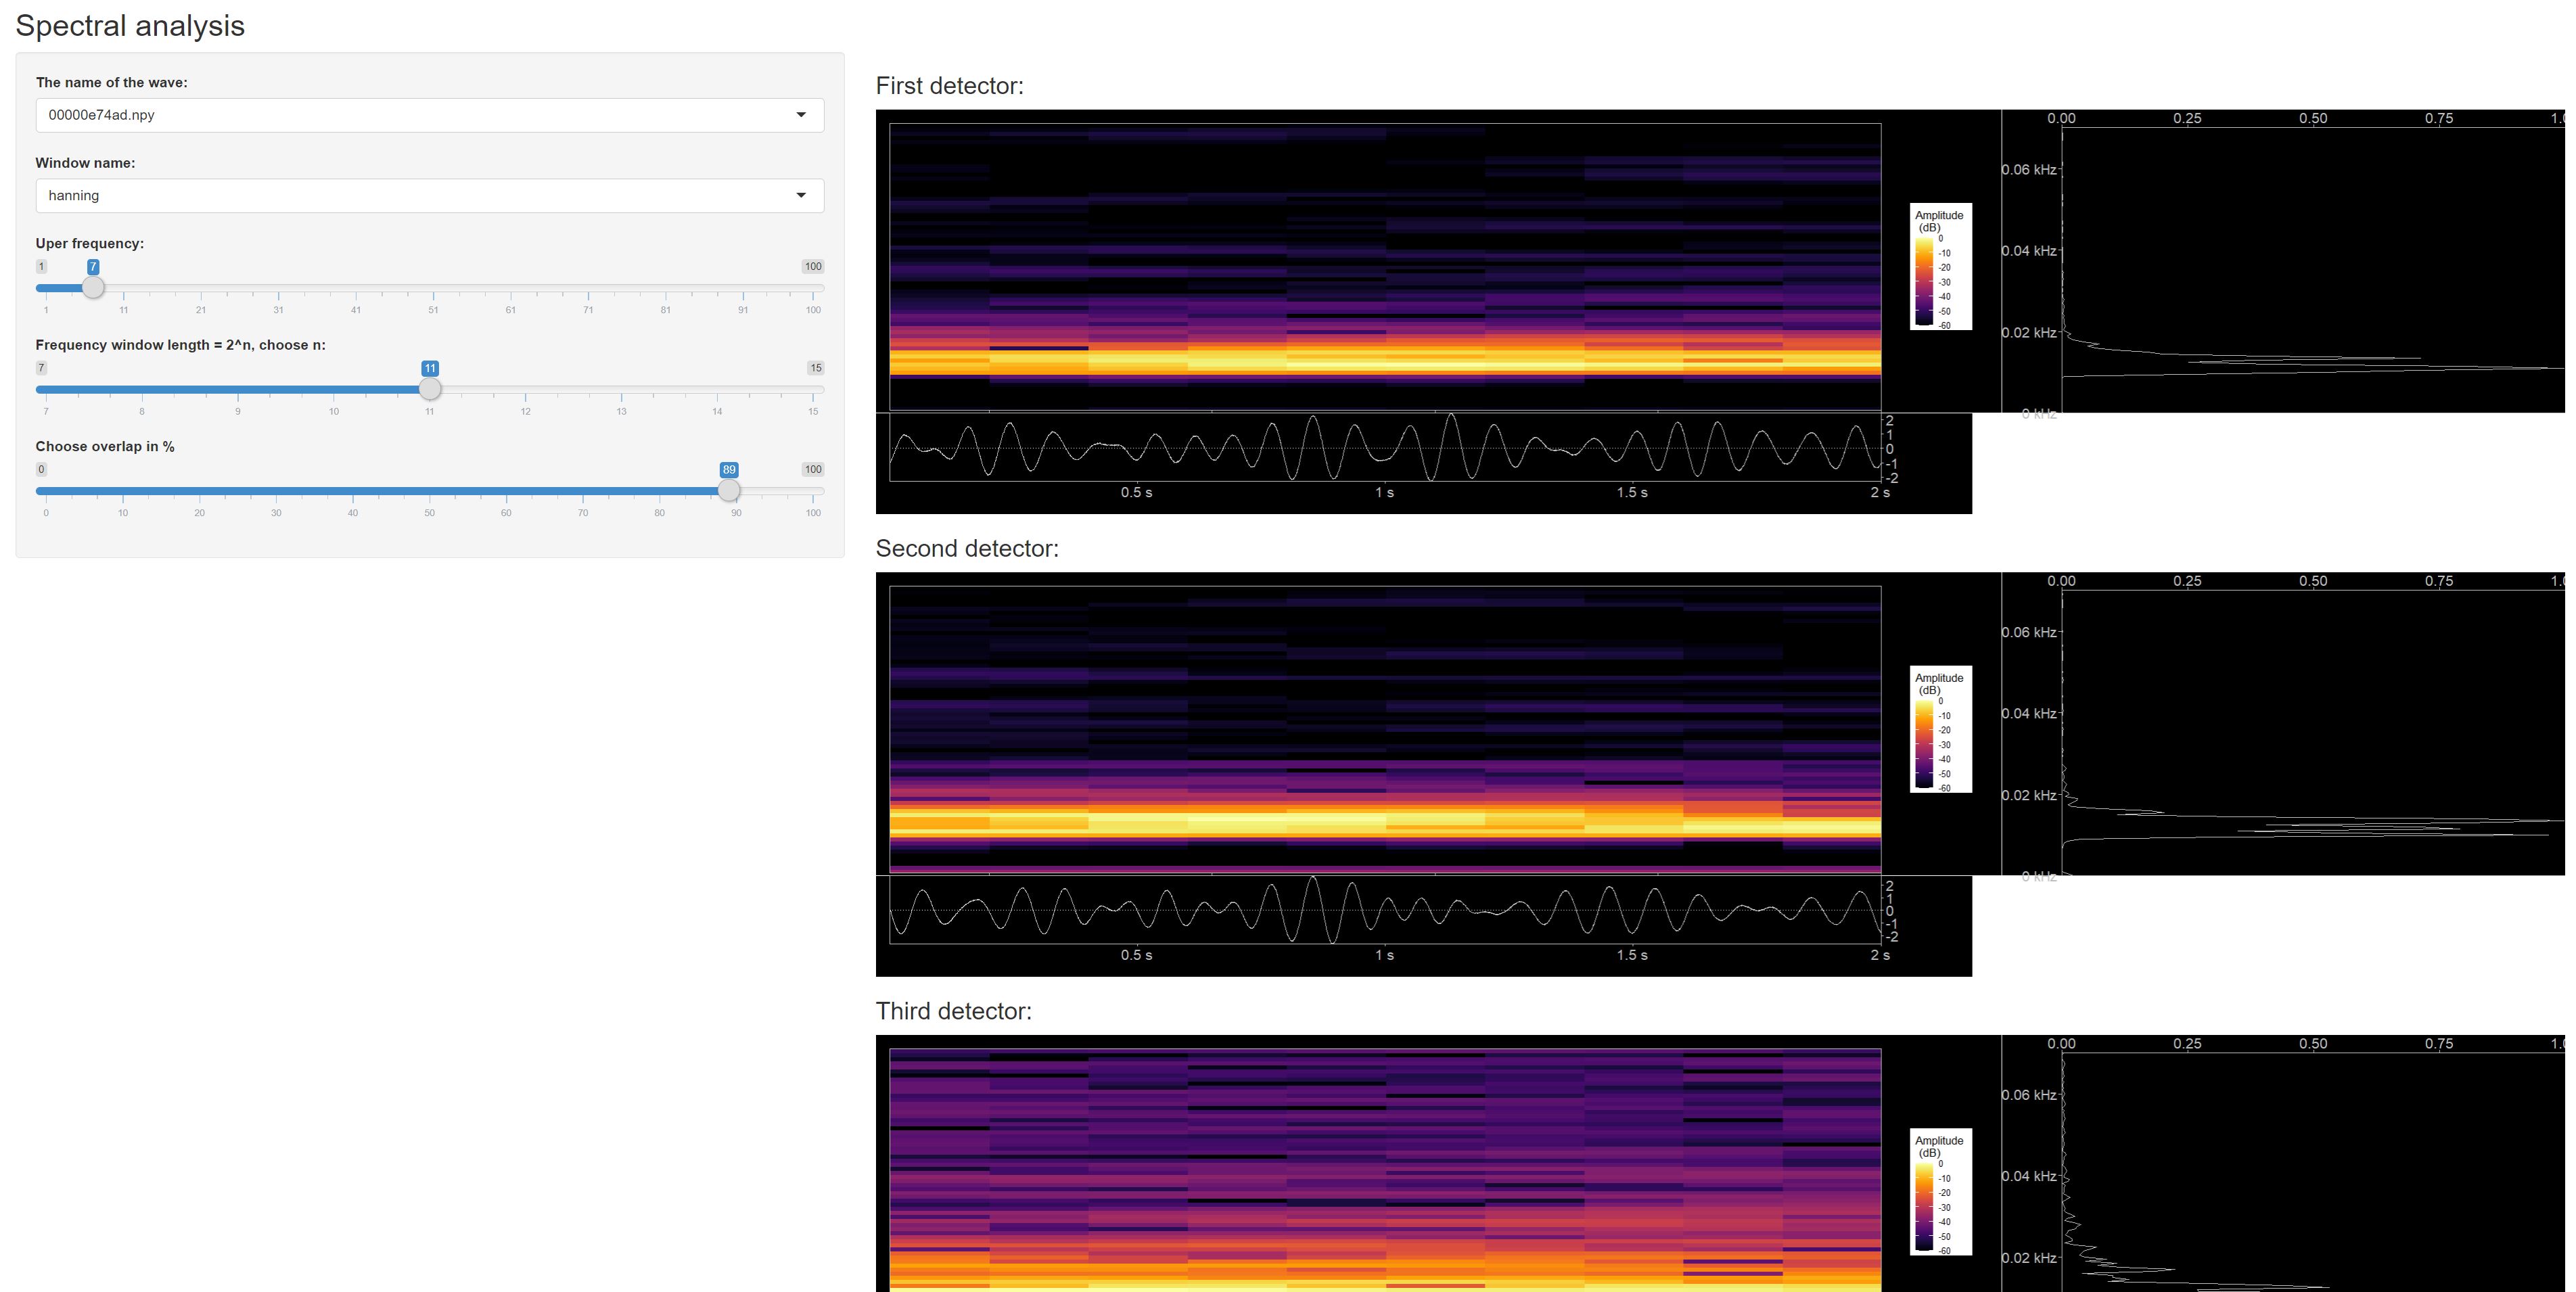 Spectral analysis
The name of the wave:
00000e74ad.npy
Window name:
hanning
Uper frequency:
1 7 100
1 11 21 31 41 51 61 71 81 91 100
Frequency window length = 2^n, choose n:
7 11 15
7 8 9 10 11 12 13 14 15
Choose overlap in %
0 89 100
0 10 20 30 40 50 60 70 80 90 100
First detector:
0.00 0.25 0.50 0.75 1.0
0.06 kHz
0.04 kHz
0.02 kHz
0 kHz
Amplitude
(dB)
0
-10
-20
-30
-40
-50
-60
2
1
0
-1
-2
0.5 s 1 s 1.5 s 2 s
Second detector:
0.00 0.25 0.50 0.75 1.0
0.06 kHz
0.04 kHz
0.02 kHz
0 kHz
Amplitude
(dB)
0
-10
-20
-30
-40
-50
-60
2
1
0
-1
-2
0.5 s 1 s 1.5 s 2 s
Third detector:
0.00 0.25 0.50 0.75 1.0
0.06 kHz
0.04 kHz
0.02 kHz
Amplitude
(dB)
0
-10
-20
-30
-40
-50
-60